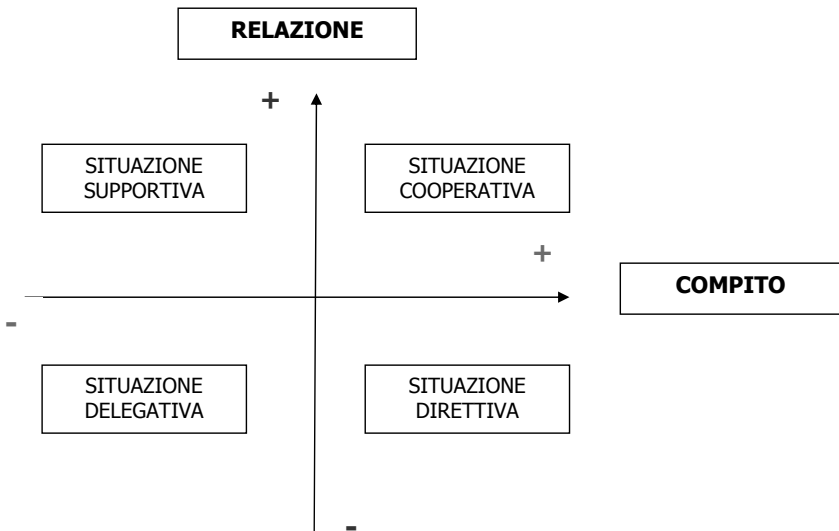 RELAZIONE
+
SITUAZIONE
SUPPORTIVA
SITUAZIONE
COOPERATIVA
+
COMPITO
-
SITUAZIONE
DELEGATIVA
SITUAZIONE
DIRETTIVA
-